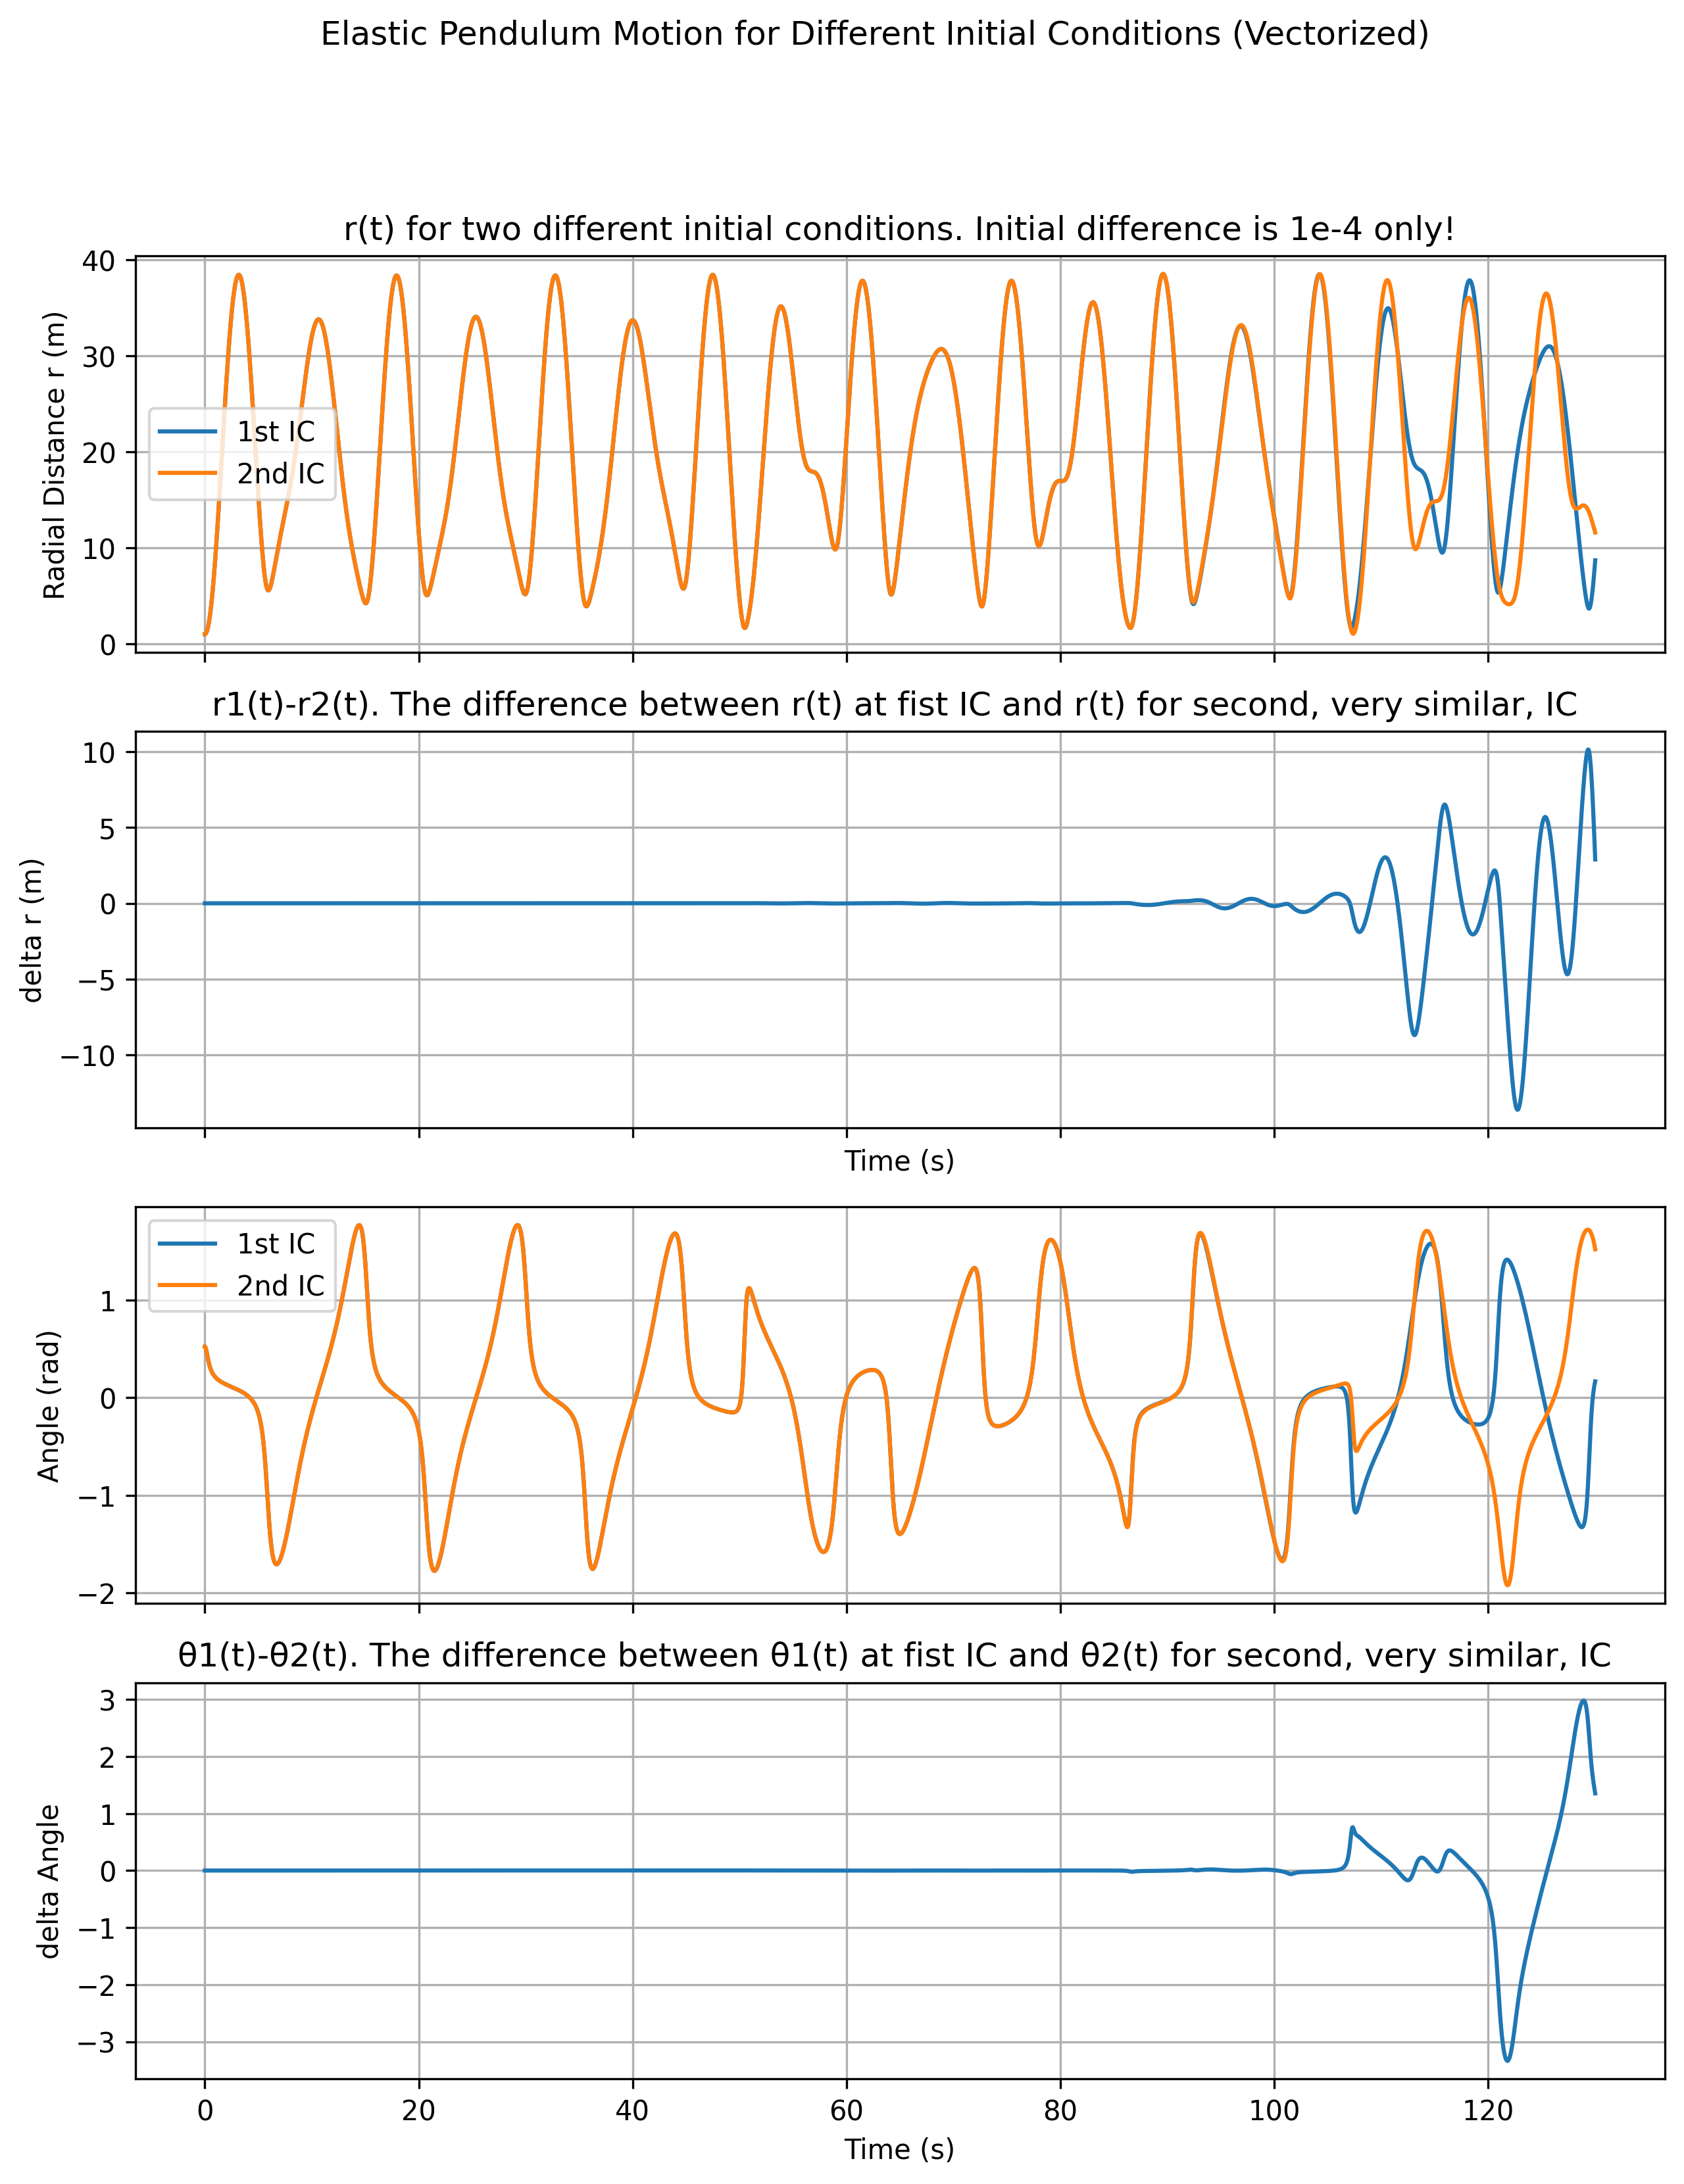 Elastic Pendulum Motion for Different Initial Conditions (Vectorized)
r(t) for two different initial conditions. Initial difference is 1e-4 only!
Radial Distance r (m)
40
30
20
10
0
1st IC
2nd IC
r1(t)-r2(t). The difference between r(t) at fist IC and r(t) for second, very similar, IC
delta r (m)
10
5
0
−5
−10
Time (s)
Angle (rad)
1
0
−1
−2
1st IC
2nd IC
θ1(t)-θ2(t). The difference between θ1(t) at fist IC and θ2(t) for second, very similar, IC
delta Angle
3
2
1
0
−1
−2
−3
0 20 40 60 80 100 120
Time (s)